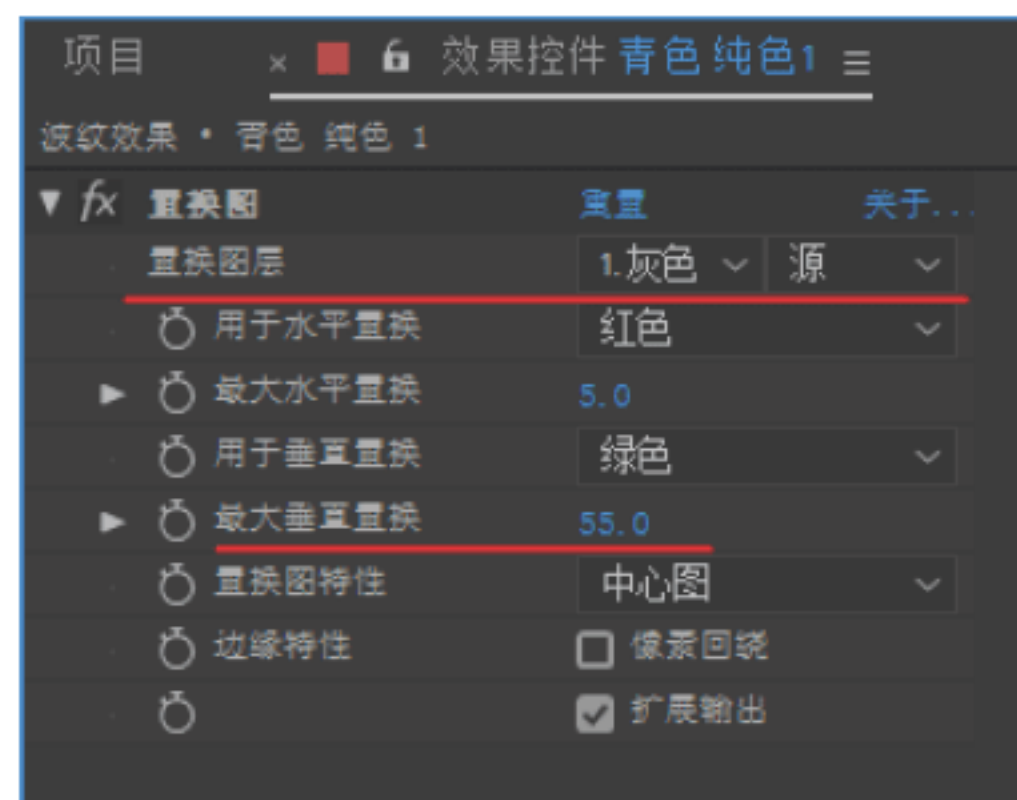 项目 × 效果控件 青色 纯色1 ≡
波纹效果 • 青色 纯色 1
fx 置换图 重置 关于...
置换图层 1.灰色 源
用于水平置换 红色
最大水平置换 5.0
用于垂直置换 绿色
最大垂直置换 55.0
置换图特性 中心图
边缘特性 像素回绕
扩展输出